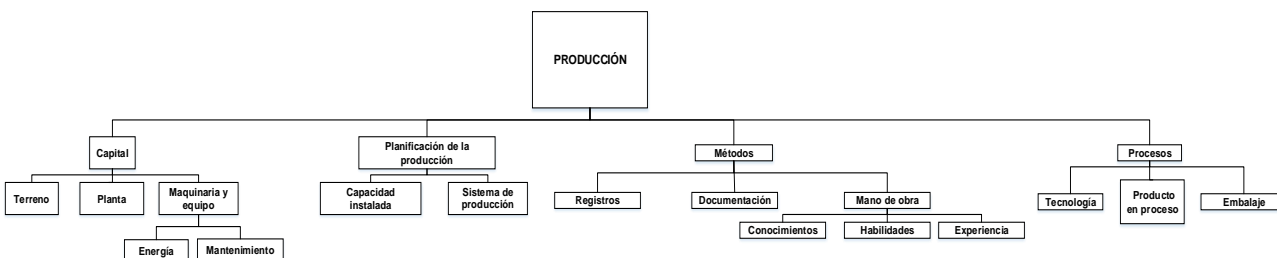 PRODUCCIÓN
Capital
Planificación de la
producción
Métodos
Procesos
Terreno
Planta
Maquinaria y
equipo
Capacidad
instalada
Sistema de
producción
Registros
Documentación
Mano de obra
Tecnología
Producto
en proceso
Embalaje
Energía
Mantenimiento
Conocimientos
Habilidades
Experiencia